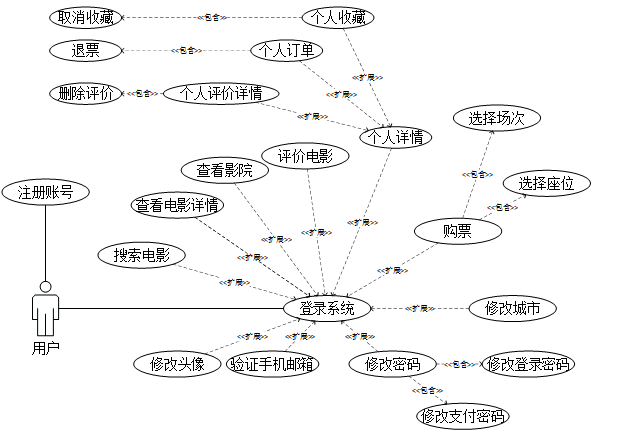 取消收藏
<<包含>>
个人收藏
退票
<<包含>>
个人订单
<<扩展>>
删除评价
<<包含>>
个人评价详情
<<扩展>>
<<扩展>>
个人详情
选择场次
评价电影
查看影院
<<包含>>
选择座位
注册账号
查看电影详情
<<包含>>
<<扩展>>
购票
<<扩展>>
<<扩展>>
搜索电影
<<扩展>>
<<扩展>>
<<扩展>>
登录系统
<<扩展>>
修改城市
用户
<<扩展>>
<<扩展>>
<<扩展>>
修改头像
验证手机邮箱
修改密码
<<包含>>
修改登录密码
<<包含>>
修改支付密码